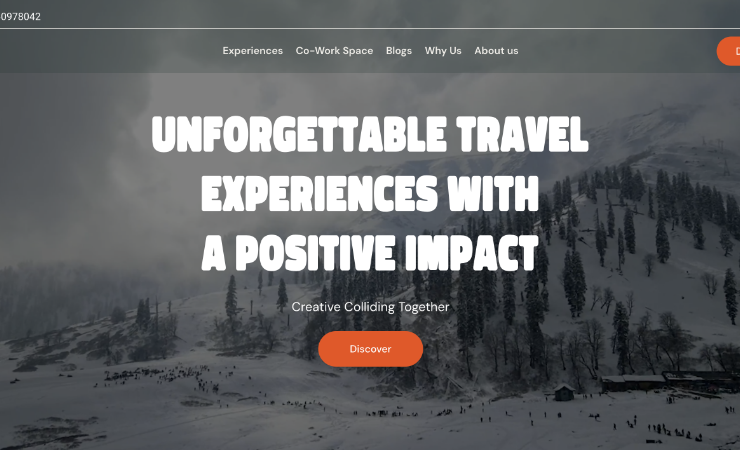 0978042
Experiences Co-Work Space Blogs Why Us About us
UNFORGETTABLE TRAVEL
EXPERIENCES WITH
A POSITIVE IMPACT
Creative Colliding Together
Discover